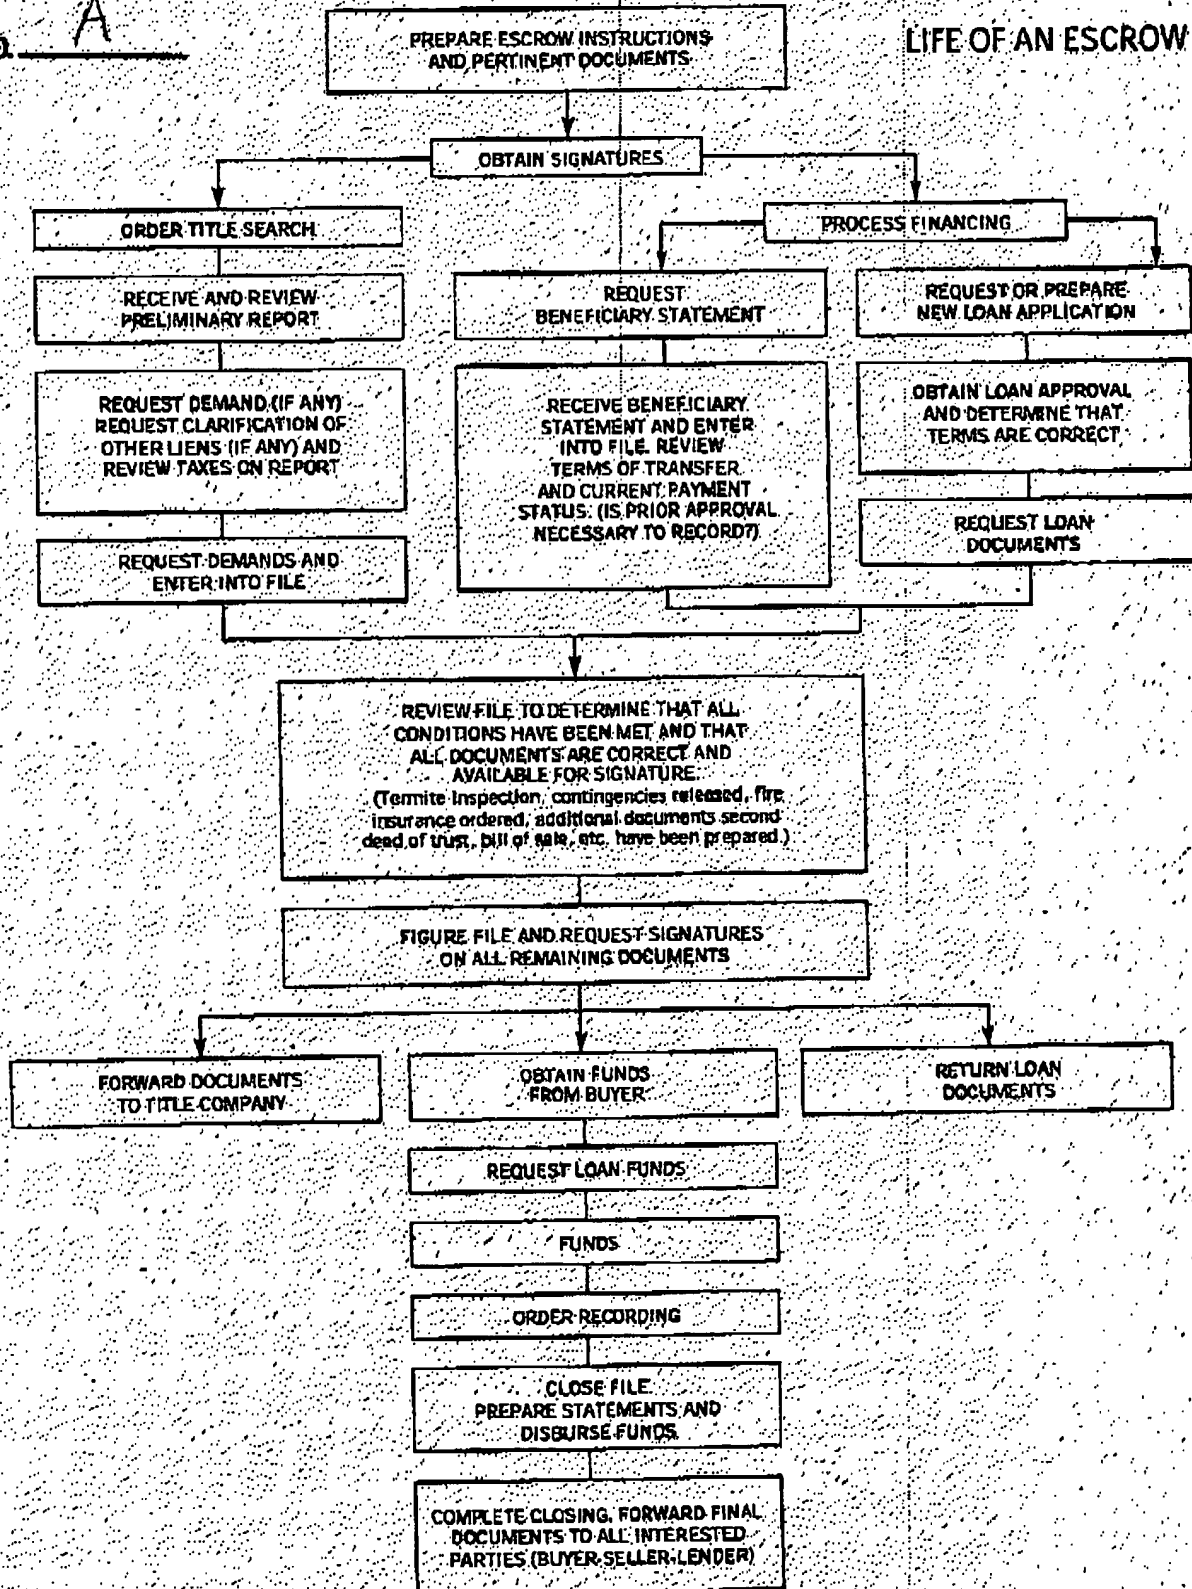 A
LIFE OF AN ESCROW
PREPARE ESCROW INSTRUCTIONS
AND PERTINENT DOCUMENTS
OBTAIN SIGNATURES
ORDER TITLE SEARCH
PROCESS FINANCING
RECEIVE AND REVIEW
PRELIMINARY REPORT
REQUEST
BENEFICIARY STATEMENT
REQUEST OR PREPARE
NEW LOAN APPLICATION
REQUEST DEMAND (IF ANY)
REQUEST CLARIFICATION OF
OTHER LIENS (IF ANY) AND
REVIEW TAXES ON REPORT
RECEIVE BENEFICIARY
STATEMENT AND ENTER
INTO FILE. REVIEW
TERMS OF TRANSFER
AND CURRENT PAYMENT
STATUS. (IS PRIOR APPROVAL
NECESSARY TO RECORD?)
OBTAIN LOAN APPROVAL
AND DETERMINE THAT
TERMS ARE CORRECT
REQUEST LOAN
DOCUMENTS
REQUEST DEMANDS AND
ENTER INTO FILE
REVIEW FILE TO DETERMINE THAT ALL
CONDITIONS HAVE BEEN MET AND THAT
ALL DOCUMENTS ARE CORRECT AND
AVAILABLE FOR SIGNATURE.
(Termite Inspection, contingencies released, fire
insurance ordered, additional documents second
dead of trust, bill of sale, etc. have been prepared.)
FIGURE FILE AND REQUEST SIGNATURES
ON ALL REMAINING DOCUMENTS
FORWARD DOCUMENTS
TO TITLE COMPANY
OBTAIN FUNDS
FROM BUYER
RETURN LOAN
DOCUMENTS
REQUEST LOAN FUNDS
FUNDS
ORDER RECORDING
CLOSE FILE
PREPARE STATEMENTS AND
DISBURSE FUNDS
COMPLETE CLOSING, FORWARD FINAL
DOCUMENTS TO ALL INTERESTED
PARTIES (BUYER-SELLER-LENDER)